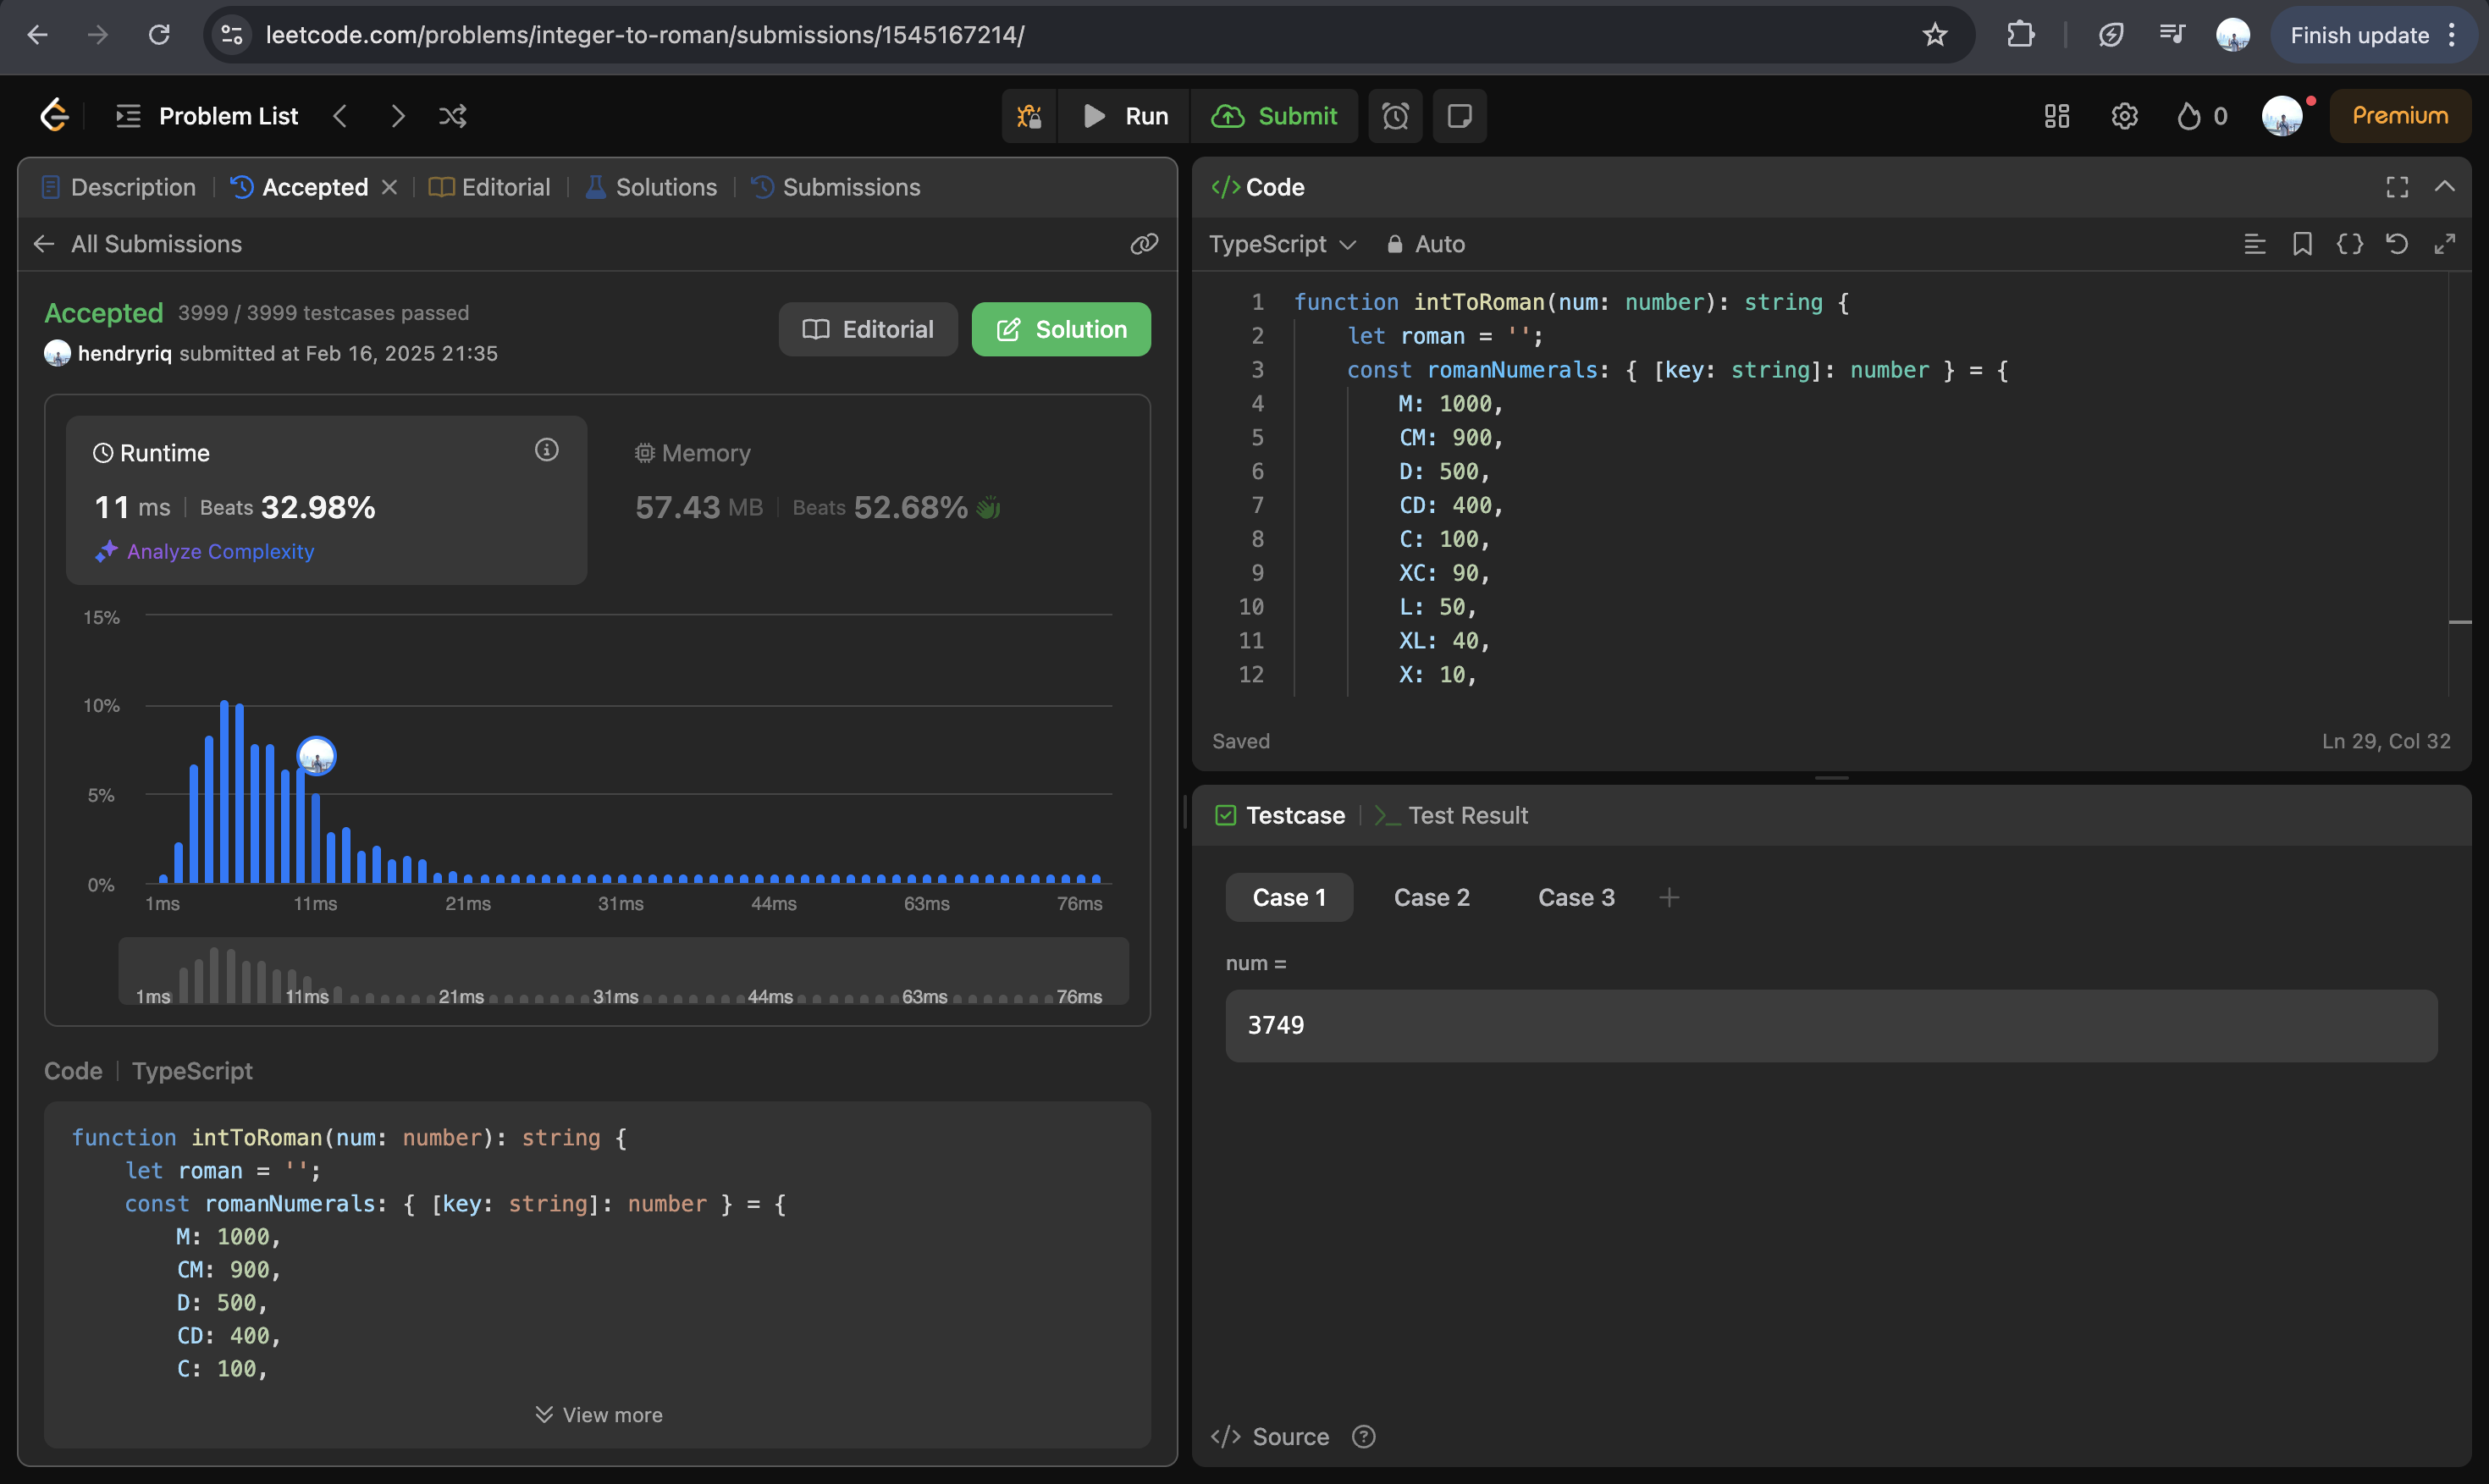 leetcode.com/problems/integer-to-roman/submissions/1545167214/
Finish update
Problem List
Run
Submit
0
Premium
Description
Accepted
Editorial
Solutions
Submissions
All Submissions
Accepted 3999 / 3999 testcases passed
hendryriq submitted at Feb 16, 2025 21:35
Editorial
Solution
Runtime
11 ms | Beats 32.98%
Analyze Complexity
Memory
57.43 MB | Beats 52.68%
15%
10%
5%
0%
1ms 11ms 21ms 31ms 44ms 63ms 76ms
1ms 11ms 21ms 31ms 44ms 63ms 76ms
Code | TypeScript
function intToRoman(num: number): string {
let roman = '';
const romanNumerals: { [key: string]: number } = {
M: 1000,
CM: 900,
D: 500,
CD: 400,
C: 100,
View more
</> Code
TypeScript
Auto
1 function intToRoman(num: number): string {
2 let roman = '';
3 const romanNumerals: { [key: string]: number } = {
4 M: 1000,
5 CM: 900,
6 D: 500,
7 CD: 400,
8 C: 100,
9 XC: 90,
10 L: 50,
11 XL: 40,
12 X: 10,
Saved
Ln 29, Col 32
Testcase
>_ Test Result
Case 1
Case 2
Case 3
+
num =
3749
</> Source ?